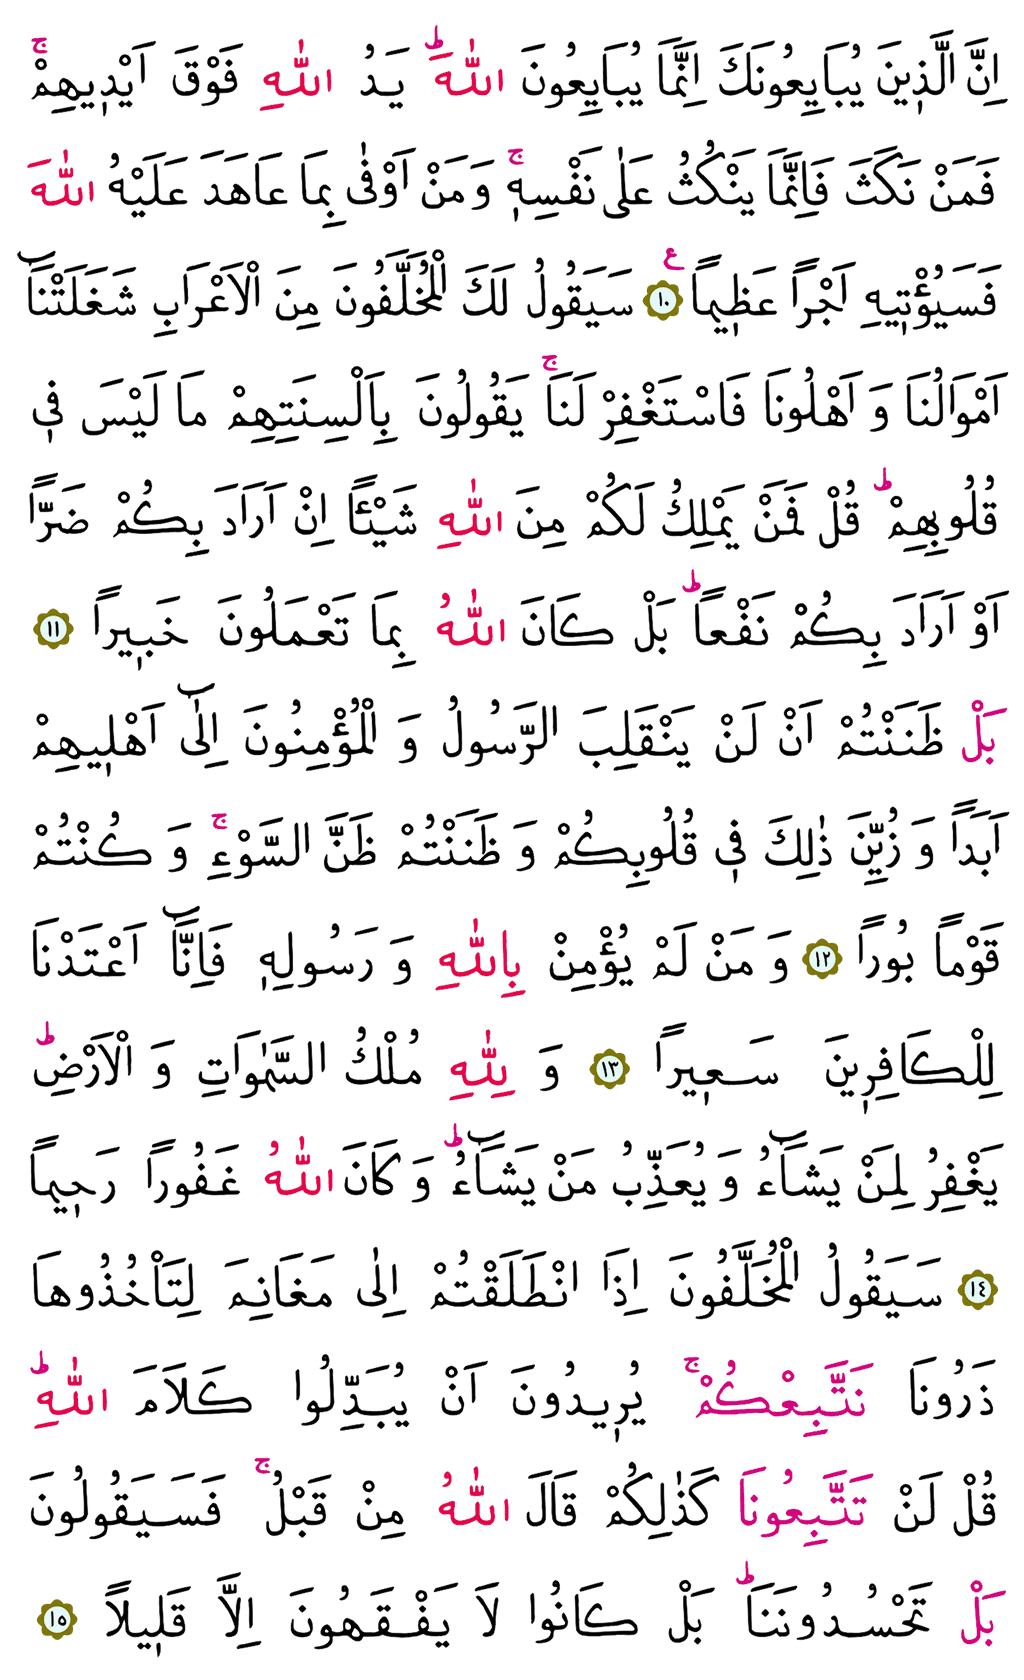 اِنَّ الَّذ۪ينَ يُبَايِعُونَكَ اِنَّمَا يُبَايِعُونَ اللّٰهَۜ يَدُ اللّٰهِ فَوْقَ اَيْد۪يهِمْۚ
فَمَنْ نَكَثَ فَاِنَّمَا يَنْكُثُ عَلٰى نَفْسِه۪ۚ وَمَنْ اَوْفٰى بِمَا عَاهَدَ عَلَيْهُ اللّٰهَ
فَسَيُؤْت۪يهِ اَجْراً عَظ۪يماًۜع ﴿١٠﴾ سَيَقُولُ لَكَ الْمُخَلَّفُونَ مِنَ الْاَعْرَابِ شَغَلَتْنَٓا
اَمْوَالُنَا وَ اَهْلُونَا فَاسْتَغْفِرْ لَنَاۚ يَقُولُونَ بِاَلْسِنَتِهِمْ مَا لَيْسَ ف۪ي
قُلُوبِهِمْۜ قُلْ فَمَنْ يَمْلِكُ لَكُمْ مِنَ اللّٰهِ شَيْـٔاً اِنْ اَرَادَ بِكُمْ ضَراًّ
اَوْ اَرَادَ بِكُمْ نَفْعاًۜ بَلْ كَانَ اللّٰهُ بِمَا تَعْمَلُونَ خَب۪يراً ﴿١١﴾
بَلْ ظَنَنْتُمْ اَنْ لَنْ يَنْقَلِبَ الرَّسُولُ وَ الْمُؤْمِنُونَ اِلٰٓى اَهْل۪يهِمْ
اَبَداً وَ زُيِّنَ ذٰلِكَ ف۪ي قُلُوبِكُمْ وَ ظَنَنْتُمْ ظَنَّ السَّوْءِۚ وَ كُنْتُمْ
قَوْماً بُوراً ﴿١٢﴾ وَ مَنْ لَمْ يُؤْمِنْ بِاللّٰهِ وَ رَسُولِه۪ فَاِنَّٓا اَعْتَدْنَا
لِلْكَافِر۪ينَ سَع۪يراً ﴿١٣﴾ وَ لِلّٰهِ مُلْكُ السَّمٰوَاتِ وَ الْاَرْضِۜ
يَغْفِرُ لِمَنْ يَشَٓاءُ وَ يُعَذِّبُ مَنْ يَشَٓاءُۜ وَ كَانَ اللّٰهُ غَفُوراً رَح۪يماً
﴿١٤﴾ سَيَقُولُ الْمُخَلَّفُونَ اِذَا انْطَلَقْتُمْ اِلٰى مَغَانِمَ لِتَأْخُذُوهَا
ذَرُونَا نَتَّبِعْكُمْۚ يُر۪يدُونَ اَنْ يُبَدِّلُوا كَلَامَ اللّٰهِۜ
قُلْ لَنْ تَتَّبِعُونَا كَذٰلِكُمْ قَالَ اللّٰهُ مِنْ قَبْلُۚ فَسَيَقُولُونَ
بَلْ تَحْسُدُونَنَاۜ بَلْ كَانُوا لَا يَفْقَهُونَ اِلَّا قَل۪يلاً ﴿١٥﴾